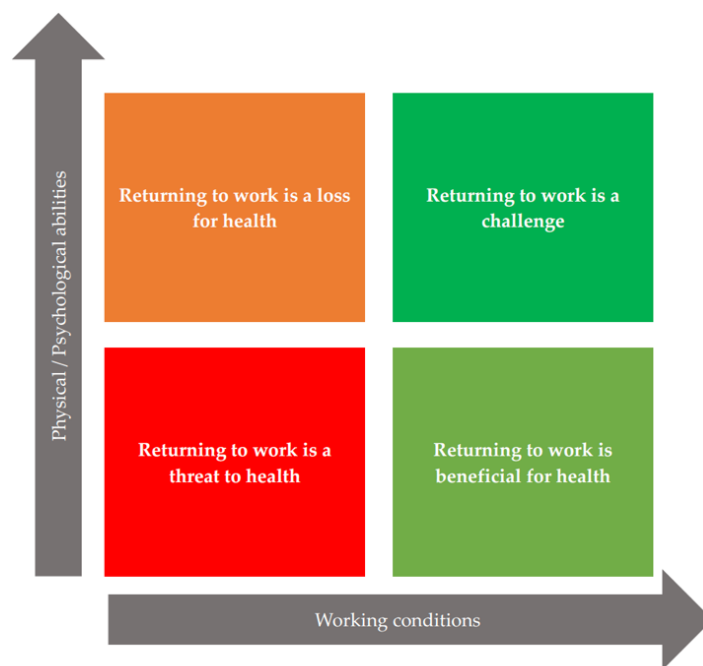 Physical / Psychological abilities
Returning to work is a loss
for health
Returning to work is a
challenge
Returning to work is a
threat to health
Returning to work is
beneficial for health
Working conditions